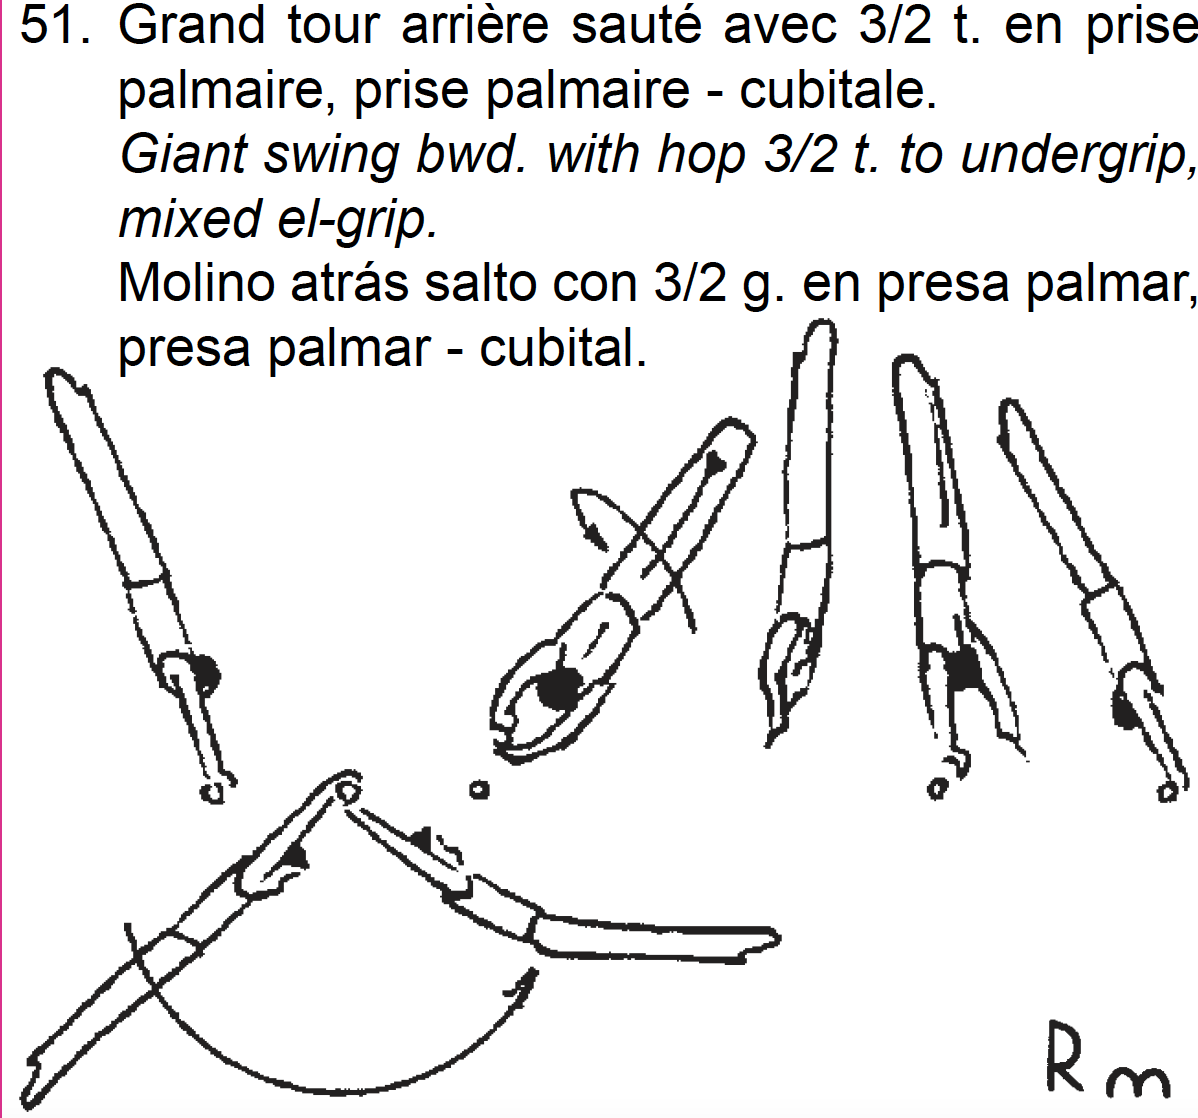 51. Grand tour arrière sauté avec 3/2 t. en prise
palmaire, prise palmaire - cubitale.
Giant swing bwd. with hop 3/2 t. to undergrip,
mixed el-grip.
Molino atrás salto con 3/2 g. en presa palmar,
presa palmar - cubital.
Rm